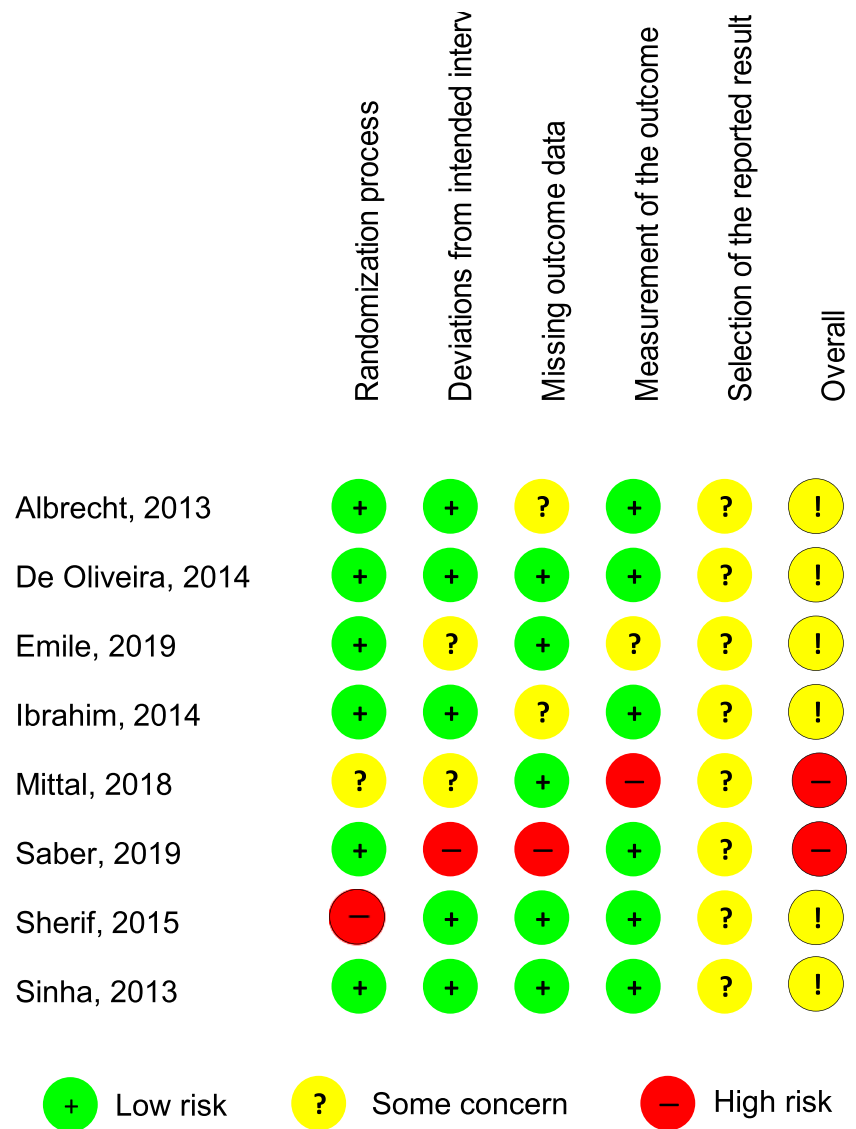 Randomization process
Deviations from intended interv
Missing outcome data
Measurement of the outcome
Selection of the reported result
Overall
Albrecht, 2013 + + ? + ? !
De Oliveira, 2014 + + + + ? !
Emile, 2019 + ? + ? ? !
Ibrahim, 2014 + + ? + ? !
Mittal, 2018 ? ? + − ? −
Saber, 2019 + − − + ? −
Sherif, 2015 − + + + ? !
Sinha, 2013 + + + + ? !
+ Low risk ? Some concern − High risk